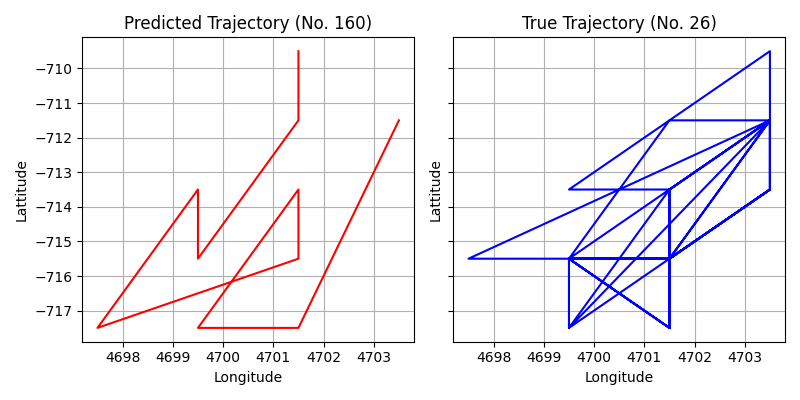 Predicted Trajectory (No. 160)
True Trajectory (No. 26)
−710
−711
−712
−713
−714
−715
−716
−717
Lattitude
Lattitude
4698 4699 4700 4701 4702 4703
4698 4699 4700 4701 4702 4703
Longitude
Longitude